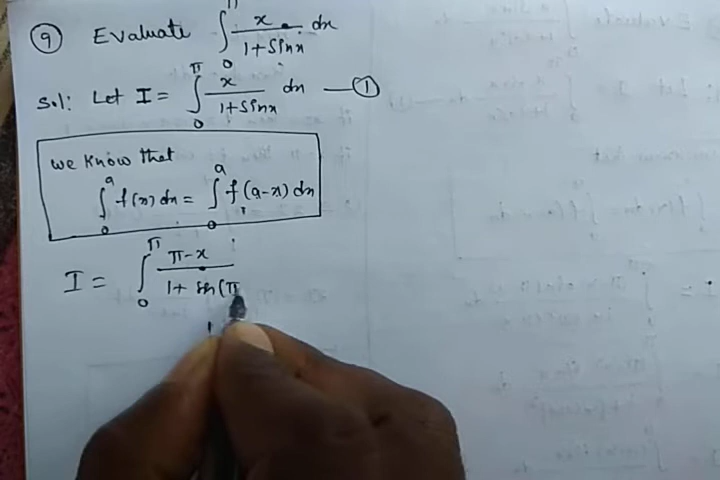 9 Evaluate ∫₀^π x/(1+sinx) dx
Sol: Let I = ∫₀^π x/(1+sinx) dx —①
we know that
∫₀^a f(x) dx = ∫₀^a f(a-x) dx
I = ∫₀^π π-x/1+ sin(π